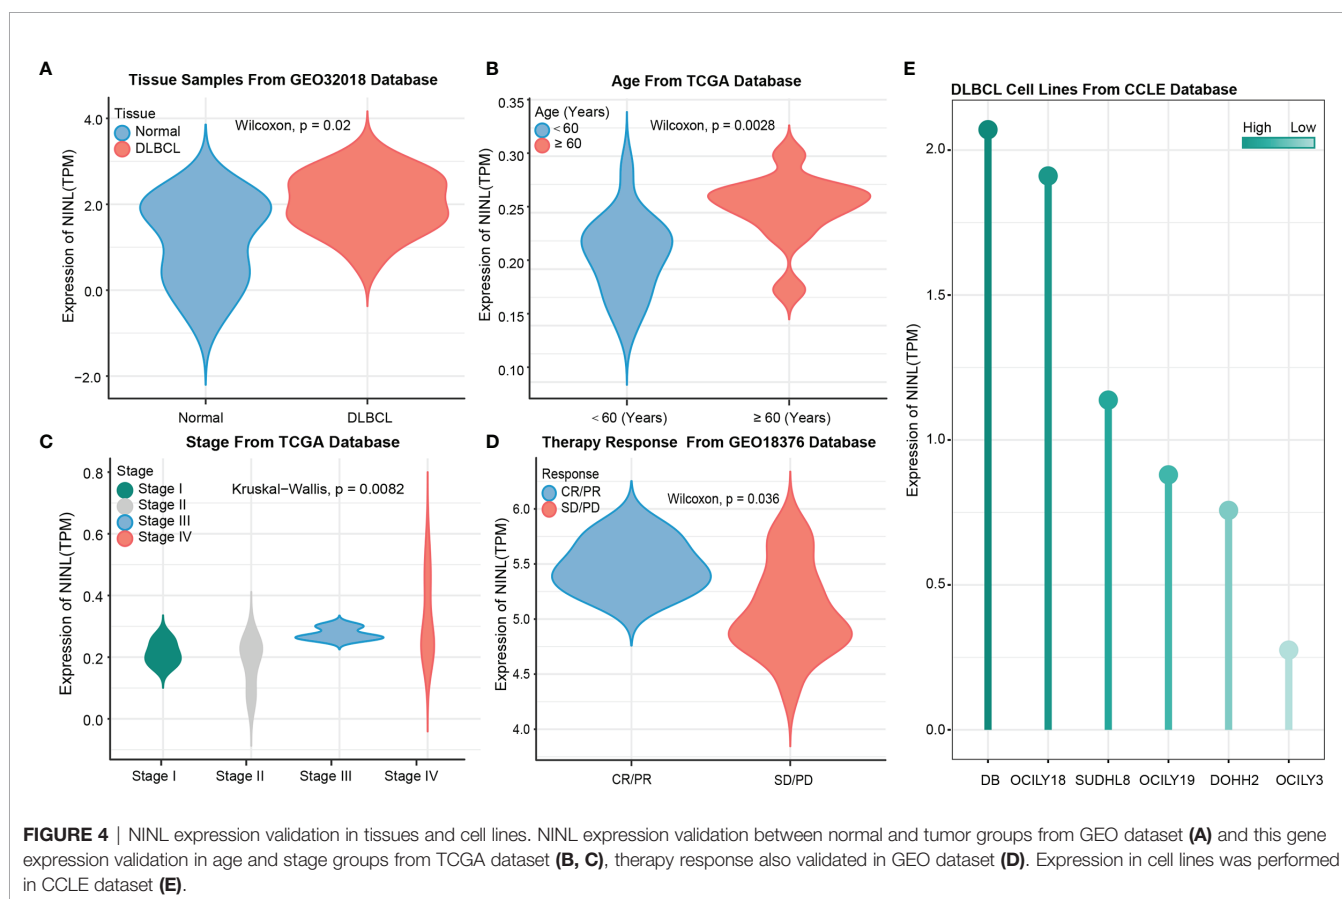 A
Tissue Samples From GEO32018 Database
Tissue
Normal
DLBCL
Wilcoxon, p = 0.02
Expression of NINL(TPM)
4.0
2.0
0.0
−2.0
Normal
DLBCL
B
Age From TCGA Database
Age (Years)
< 60
≥ 60
Wilcoxon, p = 0.0028
Expression of NINL(TPM)
0.35
0.30
0.25
0.20
0.15
0.10
< 60 (Years)
≥ 60 (Years)
C
Stage From TCGA Database
Stage
Stage I
Stage II
Stage III
Stage IV
Kruskal−Wallis, p = 0.0082
Expression of NINL(TPM)
0.8
0.6
0.4
0.2
0.0
Stage I
Stage II
Stage III
Stage IV
D
Therapy Response From GEO18376 Database
Response
CR/PR
SD/PD
Wilcoxon, p = 0.036
Expression of NINL(TPM)
6.0
5.5
5.0
4.5
4.0
CR/PR
SD/PD
E
DLBCL Cell Lines From CCLE Database
High Low
Expression of NINL(TPM)
2.0
1.5
1.0
0.5
0.0
DB OCILY18 SUDHL8 OCILY19 DOHH2 OCILY3
FIGURE 4 | NINL expression validation in tissues and cell lines. NINL expression validation between normal and tumor groups from GEO dataset (A) and this gene
expression validation in age and stage groups from TCGA dataset (B, C), therapy response also validated in GEO dataset (D). Expression in cell lines was performed
in CCLE dataset (E).